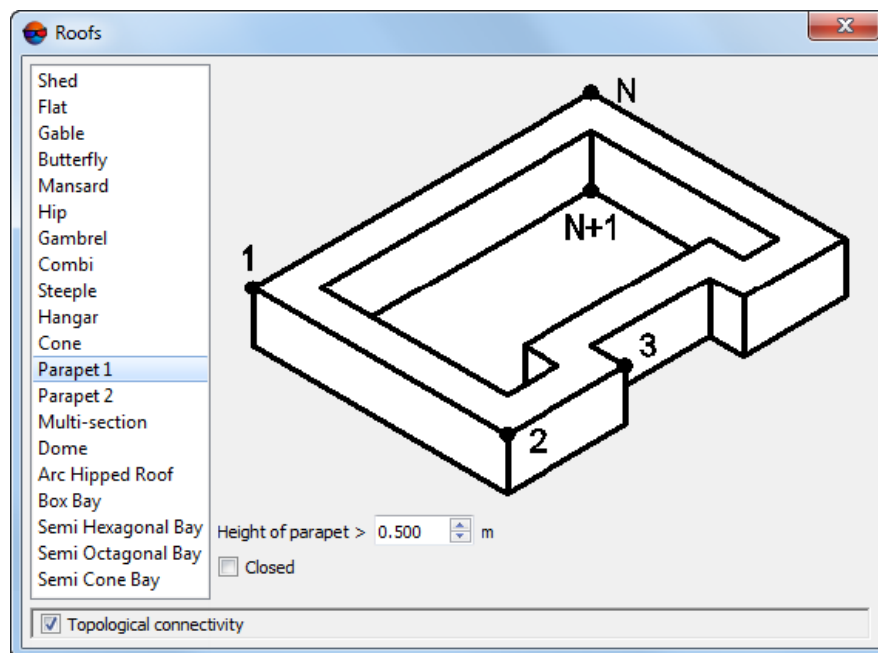 Roofs
Shed
Flat
Gable
Butterfly
Mansard
Hip
Gambrel
Combi
Steeple
Hangar
Cone
Parapet 1
Parapet 2
Multi-section
Dome
Arc Hipped Roof
Box Bay
Semi Hexagonal Bay
Semi Octagonal Bay
Semi Cone Bay
N
N+1
1
3
2
Height of parapet > 0.500 m
Closed
Topological connectivity